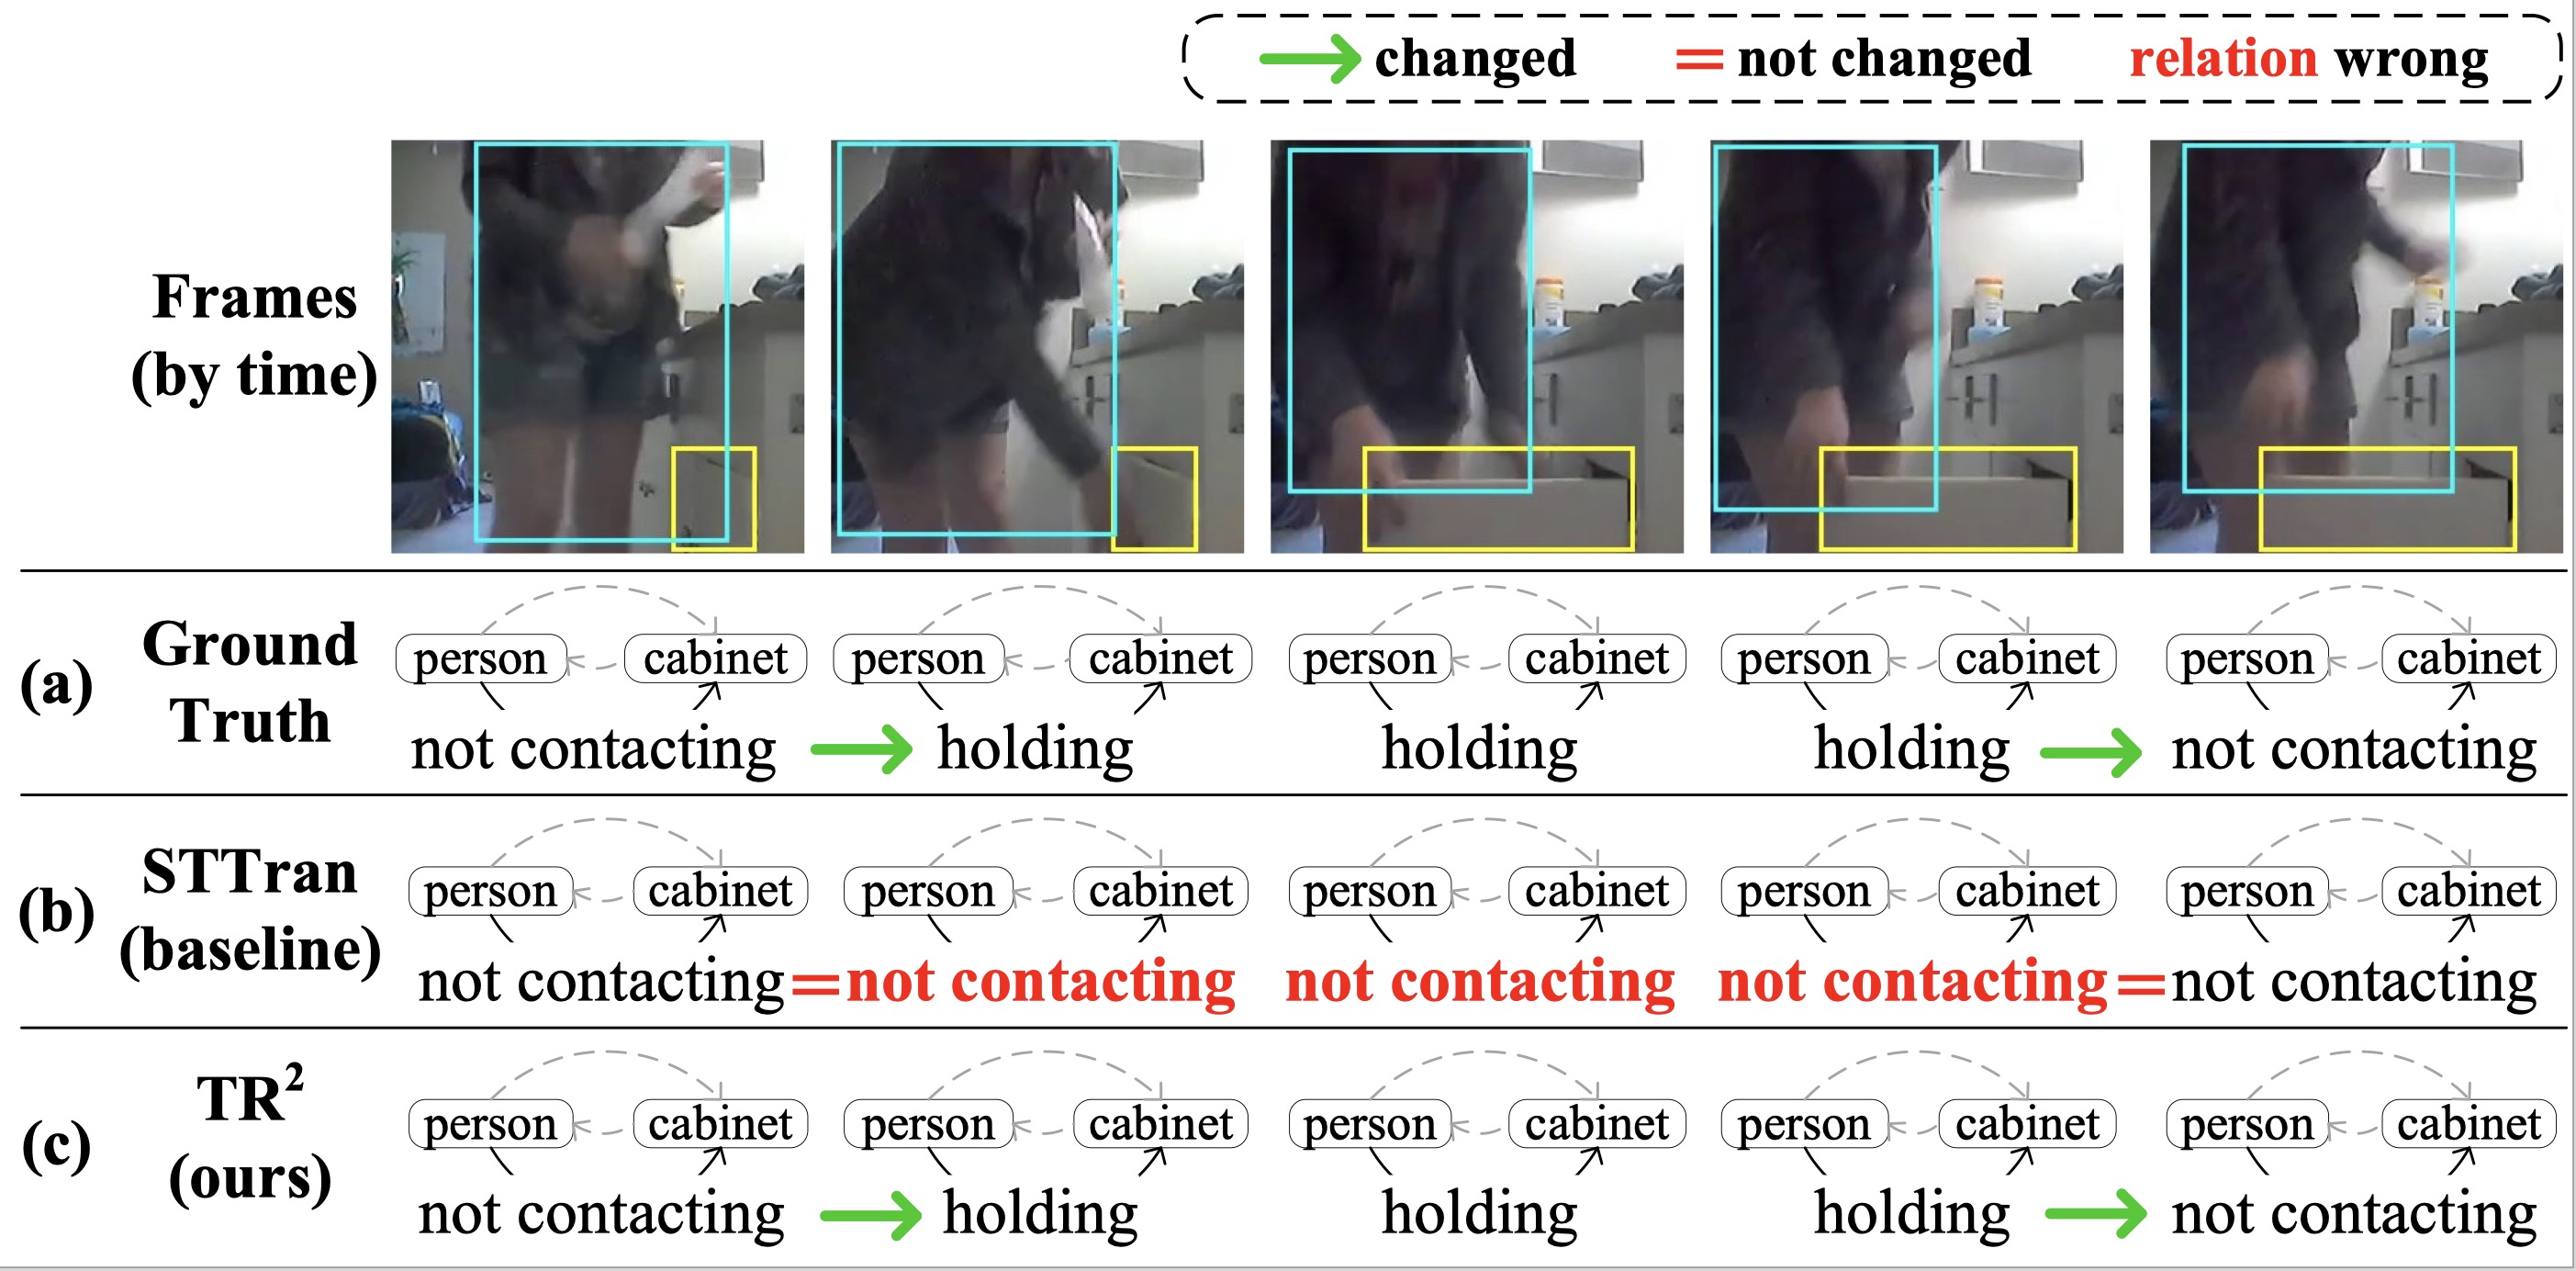 changed = not changed relation wrong
Frames
(by time)
(a) Ground
Truth
person cabinet person cabinet person cabinet person cabinet person cabinet
not contacting holding holding holding not contacting
(b) STTran
(baseline)
person cabinet person cabinet person cabinet person cabinet person cabinet
not contacting = not contacting not contacting not contacting = not contacting
(c) TR²
(ours)
person cabinet person cabinet person cabinet person cabinet person cabinet
not contacting holding holding holding not contacting